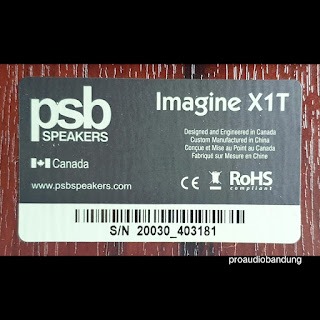 psb
SPEAKERS
Canada
www.psbspeakers.com
Imagine X1T
Designed and Engineered in Canada
Custom Manufactured in China
Conçue et Mise au Point au Canada
Fabriqué sur Mesure en Chine
CE
RoHS
compliant
S/N 20030_403181
proaudiobandung